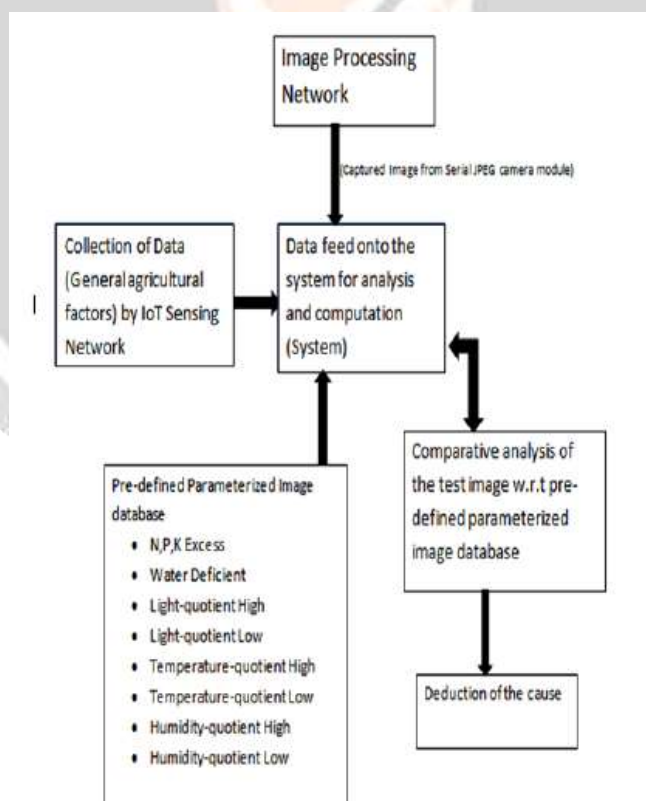 Image Processing
Network
(Captured Image from Serial JPEG camera module)
Collection of Data
(General agricultural
factors) by IoT Sensing
Network
Data feed onto the
system for analysis
and computation
(System)
Pre-defined Parameterized Image
database
• N,P,K Excess
• Water Deficient
• Light-quotient High
• Light-quotient Low
• Temperature-quotient High
• Temperature-quotient Low
• Humidity-quotient High
• Humidity-quotient Low
Comparative analysis of
the test image w.r.t pre-
defined parameterized
image database
Deduction of the cause